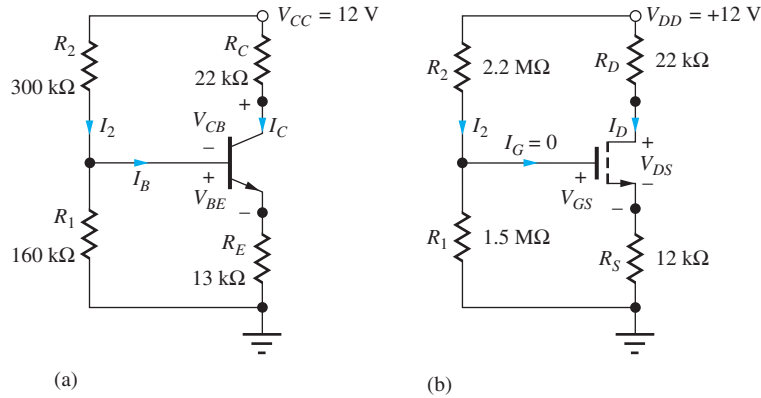 V_CC = 12 V
R_2
300 kΩ
R_C
22 kΩ
+
I_2
V_CB
I_C
−
I_B
+
V_BE
−
R_1
160 kΩ
R_E
13 kΩ
(a)
V_DD = +12 V
R_2
2.2 MΩ
R_D
22 kΩ
I_2
I_G = 0
I_D
+
V_DS
+
V_GS
−
−
R_1
1.5 MΩ
R_S
12 kΩ
(b)